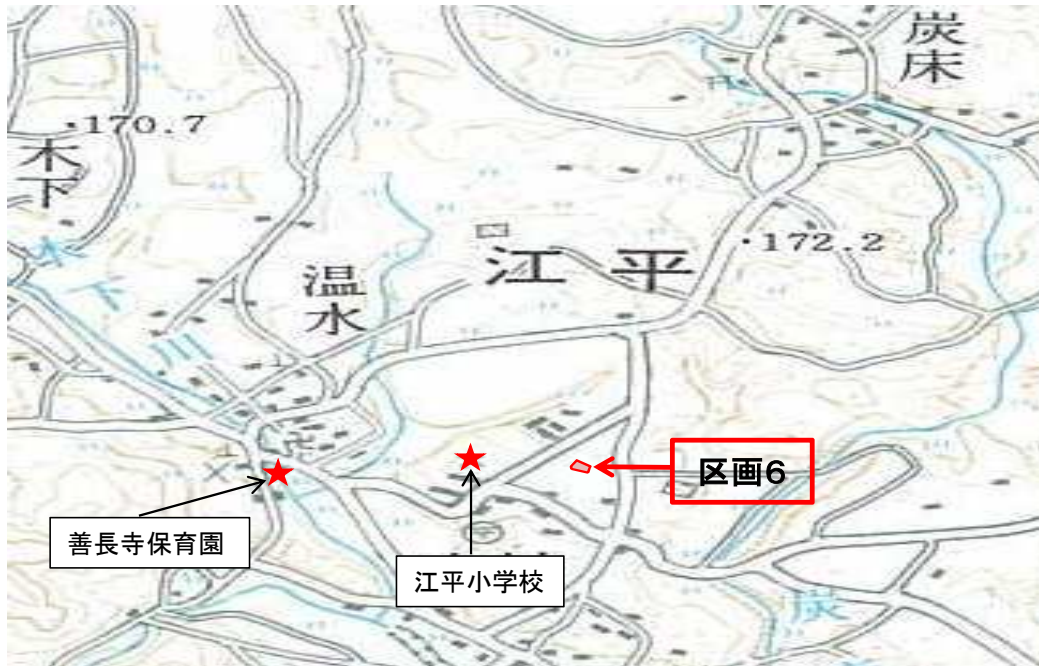 炭床
・170.7
木下
江平
・172.2
温水
木下川
区画6
善長寺保育園
江平小学校
炭